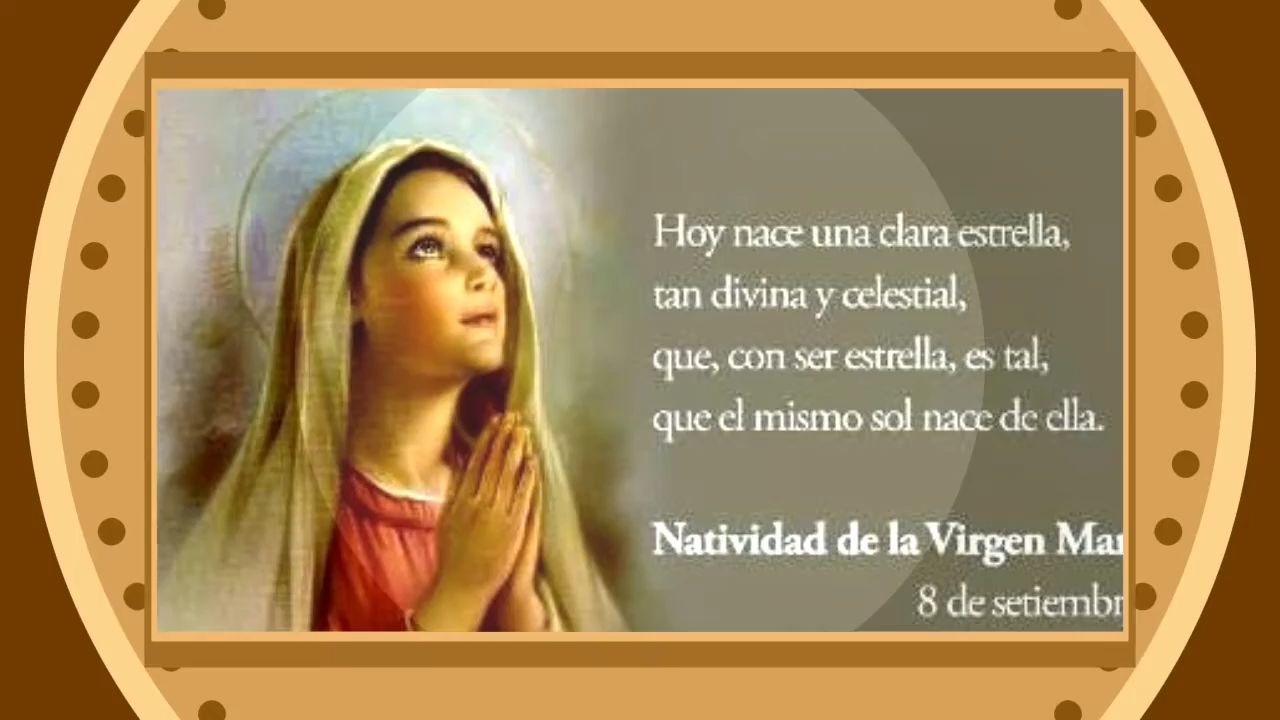 Hoy nace una clara estrella,
tan divina y celestial,
que, con ser estrella, es tal,
que el mismo sol nace de ella.
Natividad de la Virgen Mar
8 de setiembr